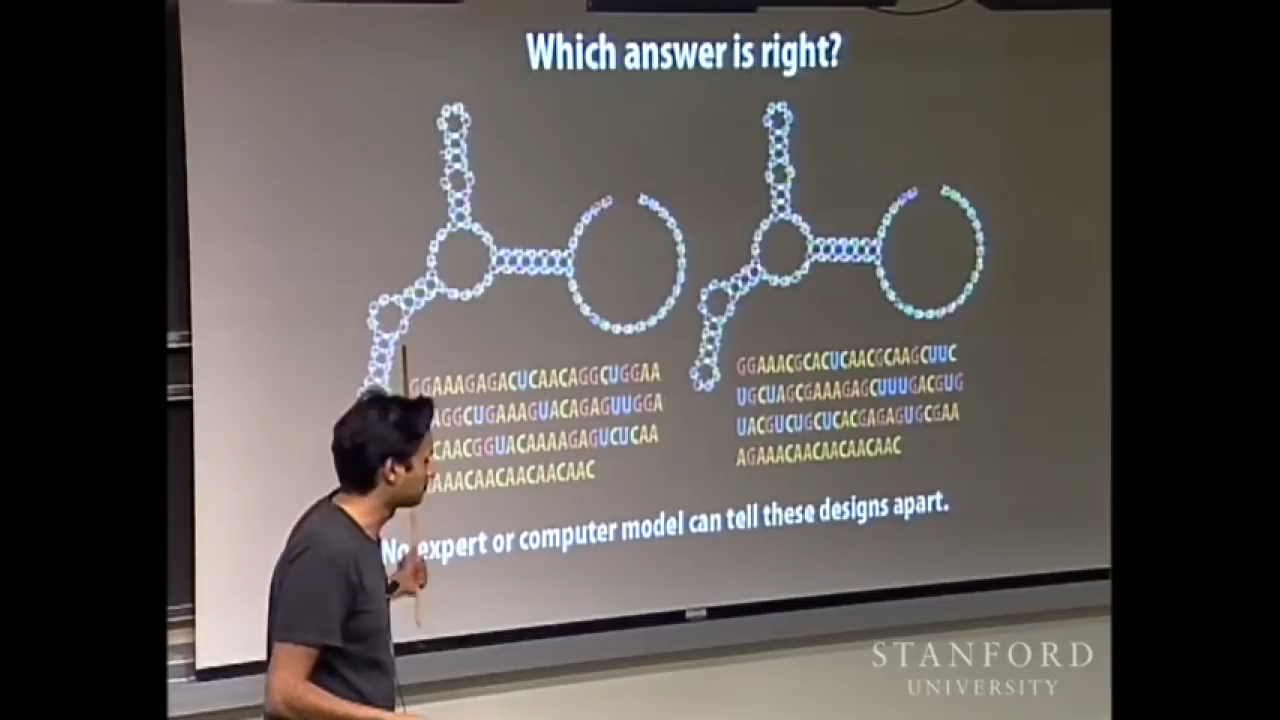 Which answer is right?
GGAAAGAGACUCAACAGGCUGGAA
AGGCUGAAAGUACAGAGUUGGA
CAACGGUACAAAAGAGUCUCAA
AAACAACAACAACAAC
GGAAACGCACUCAACGCAAGCUUC
UGCUAGCGAAAGAGCUUUGACGUG
UACGUCUGCUCACGAGAGUGCGAA
AGAAACAACAACAACAAC
No expert or computer model can tell these designs apart.
STANFORD
UNIVERSITY